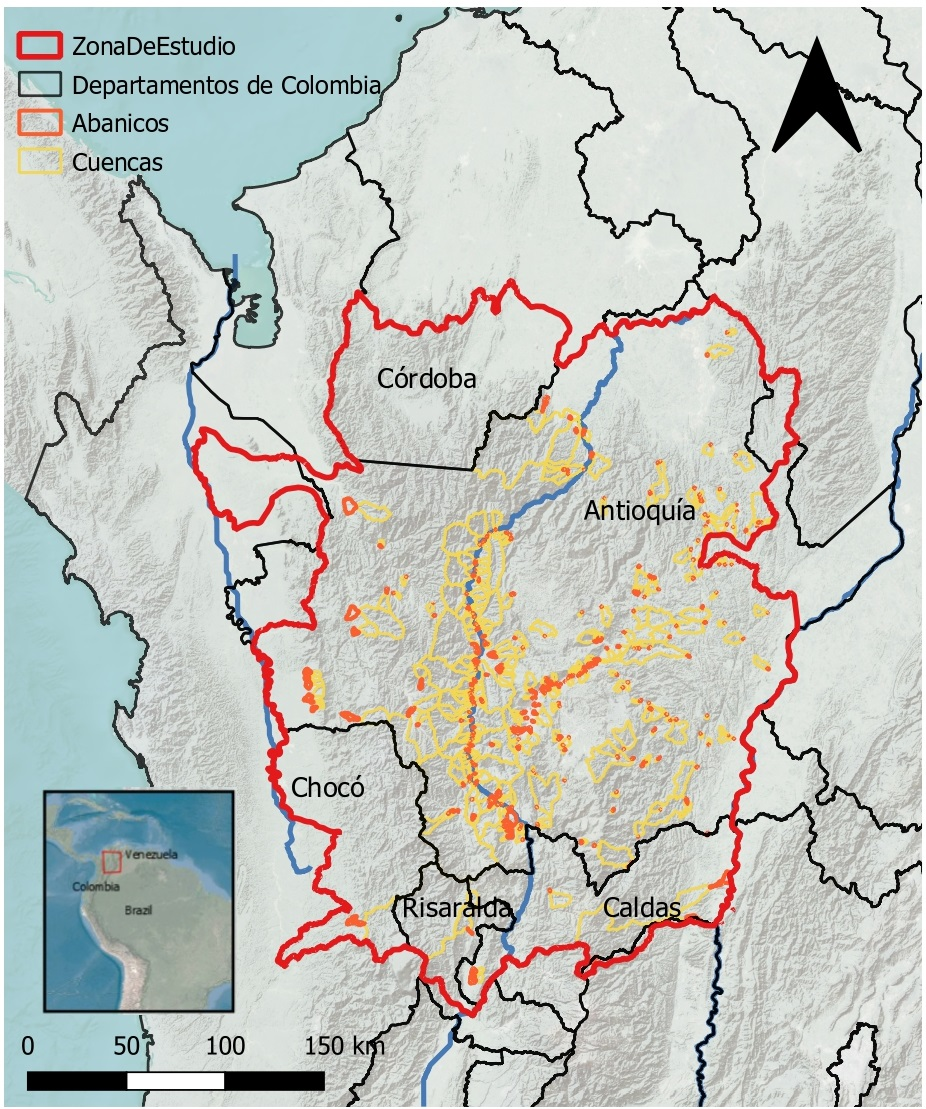 ZonaDeEstudio
Departamentos de Colombia
Abanicos
Cuencas
Córdoba
Antioquía
Chocó
Venezuela
Colombia
Brazil
Risaralda
Caldas
0 50 100 150 km